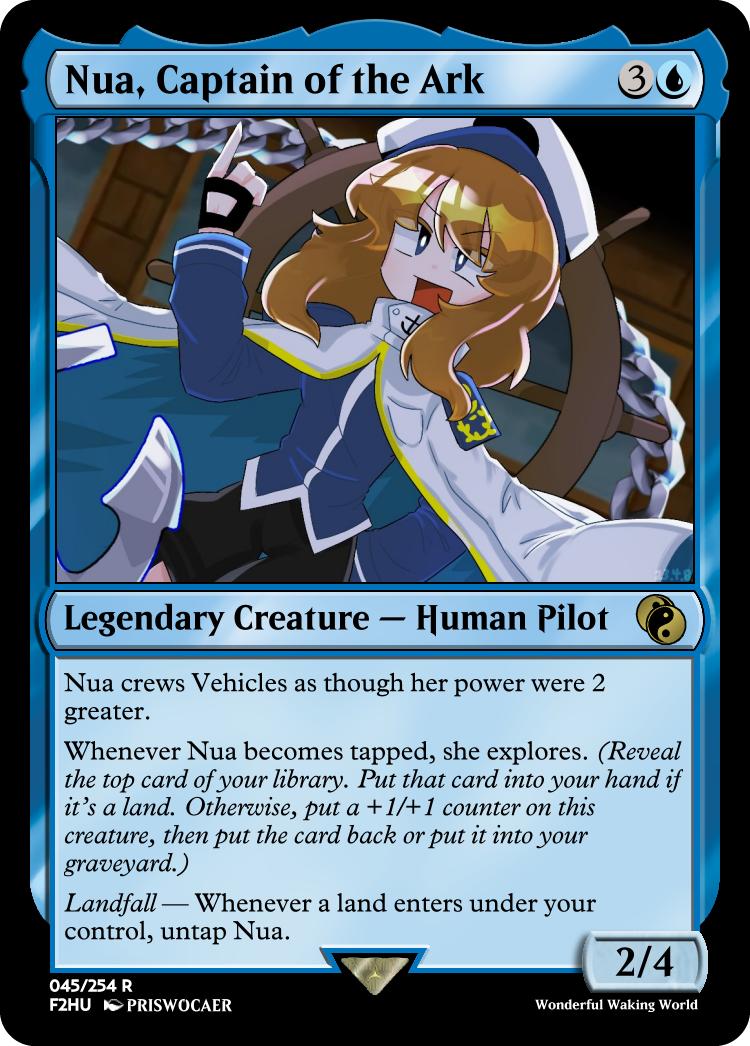 Nua, Captain of the Ark 3
23.4.8
Legendary Creature — Human Pilot
Nua crews Vehicles as though her power were 2
greater.
Whenever Nua becomes tapped, she explores. (Reveal
the top card of your library. Put that card into your hand if
it's a land. Otherwise, put a +1/+1 counter on this
creature, then put the card back or put it into your
graveyard.)
Landfall — Whenever a land enters under your
control, untap Nua.
2/4
045/254 R
F2HU PRISWOCAER
Wonderful Waking World